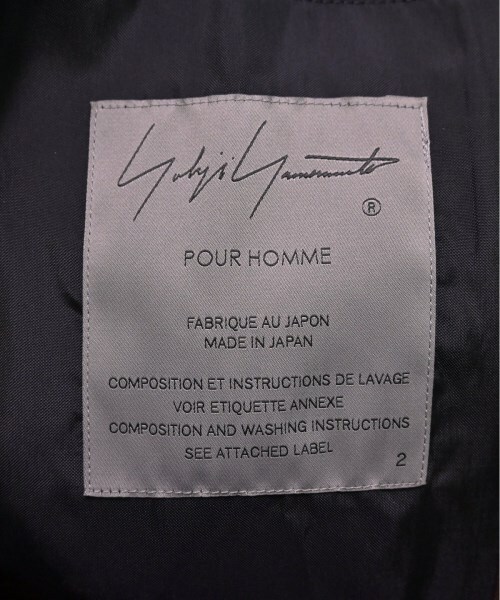 Yohji Yamamoto
®
POUR HOMME
FABRIQUE AU JAPON
MADE IN JAPAN
COMPOSITION ET INSTRUCTIONS DE LAVAGE
VOIR ETIQUETTE ANNEXE
COMPOSITION AND WASHING INSTRUCTIONS
SEE ATTACHED LABEL
2